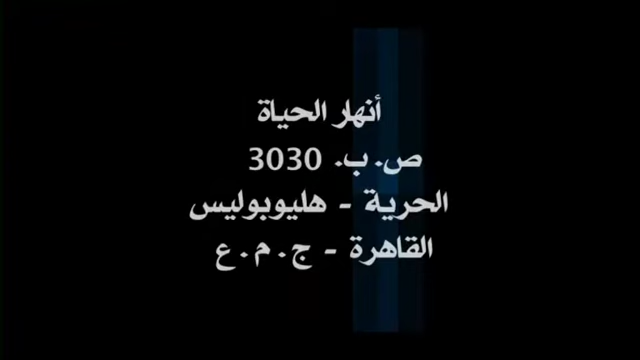 أنهار الحياة
ص. ب. 3030
الحرية - هليوبوليس
القاهرة - ج. م. ع